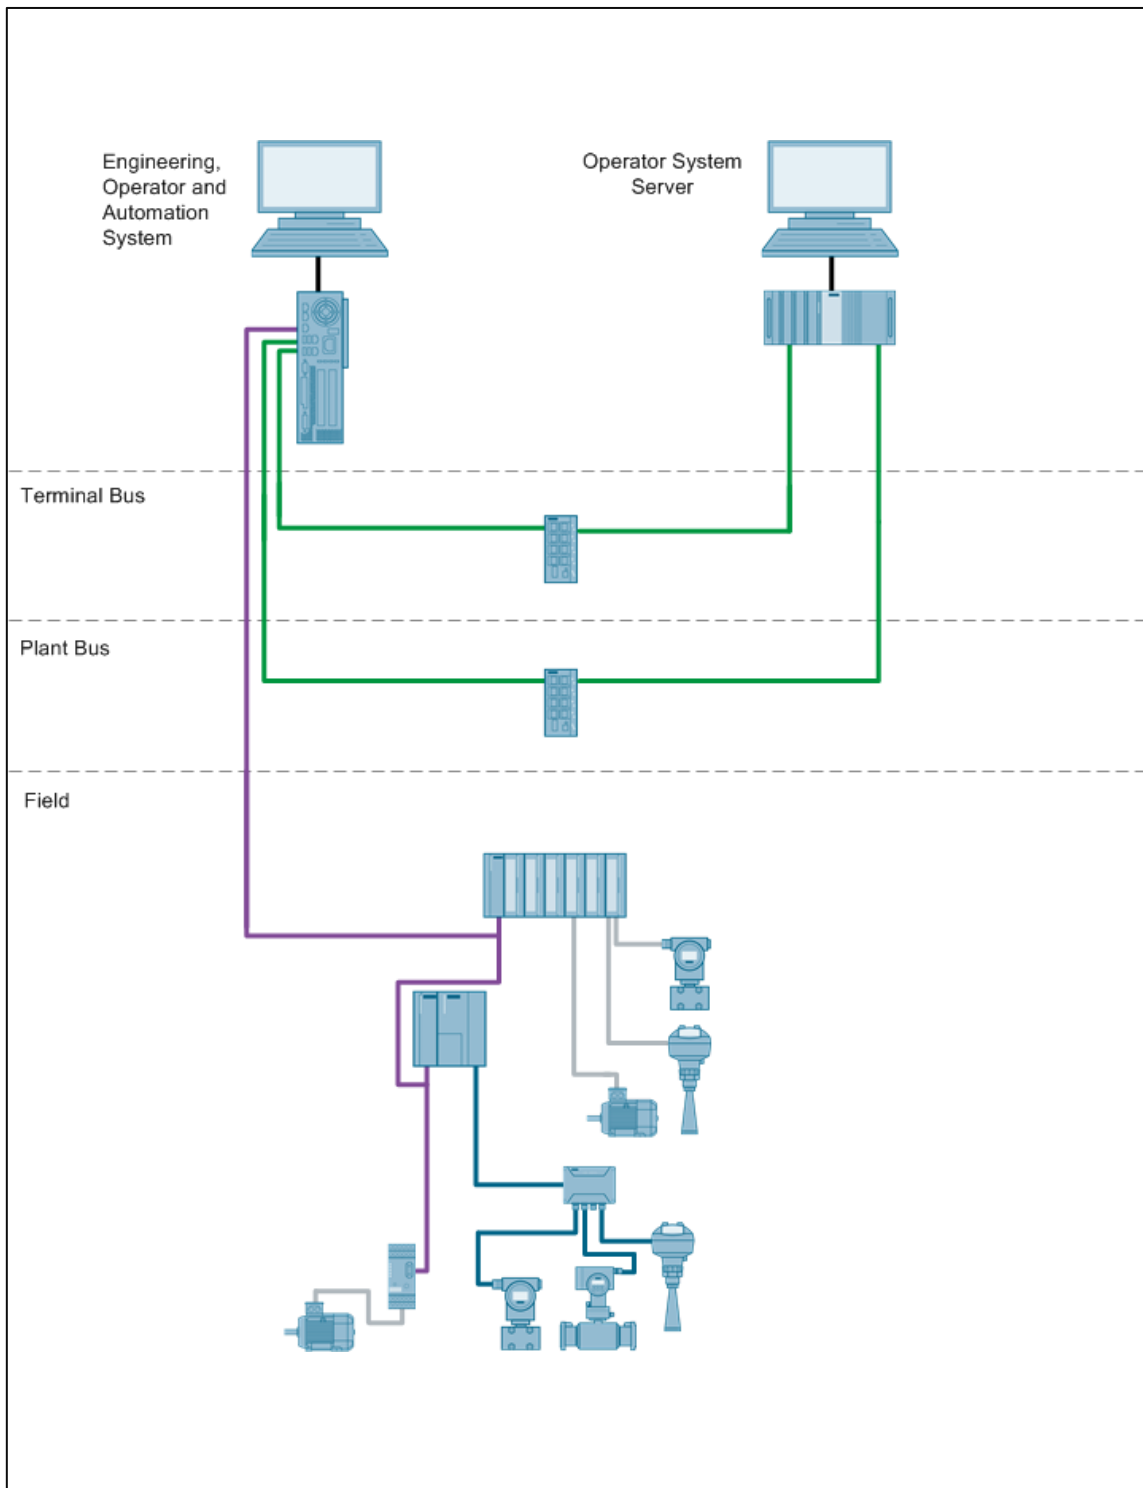 Engineering,
Operator and
Automation
System
Operator System
Server
Terminal Bus
Plant Bus
Field